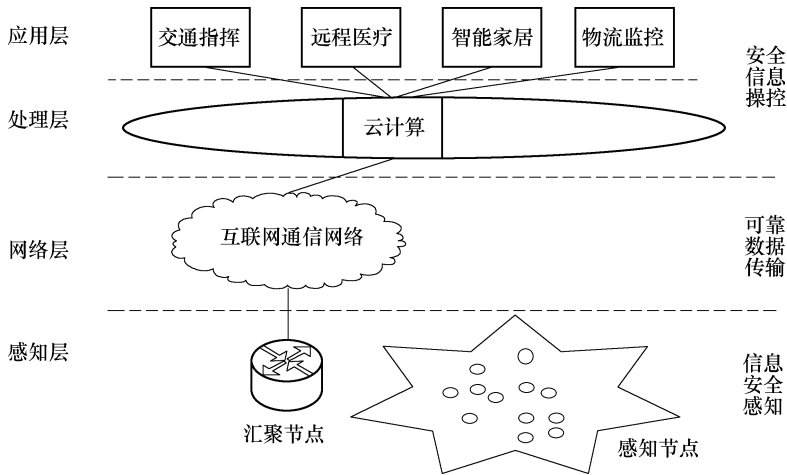 应用层
交通指挥
远程医疗
智能家居
物流监控
安全
信息
操控
处理层
云计算
网络层
互联网通信网络
可靠
数据
传输
感知层
信息
安全
感知
汇聚节点
感知节点